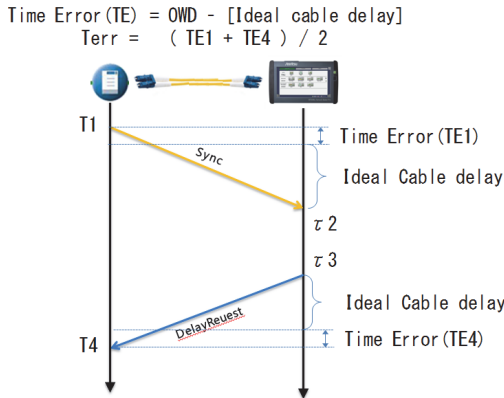 Time Error(TE) = OWD - [Ideal cable delay]
Terr = ( TE1 + TE4 ) / 2
T1
Time Error(TE1)
Sync
Ideal Cable delay
τ2
τ3
Ideal Cable delay
DelayReuest
T4
Time Error(TE4)